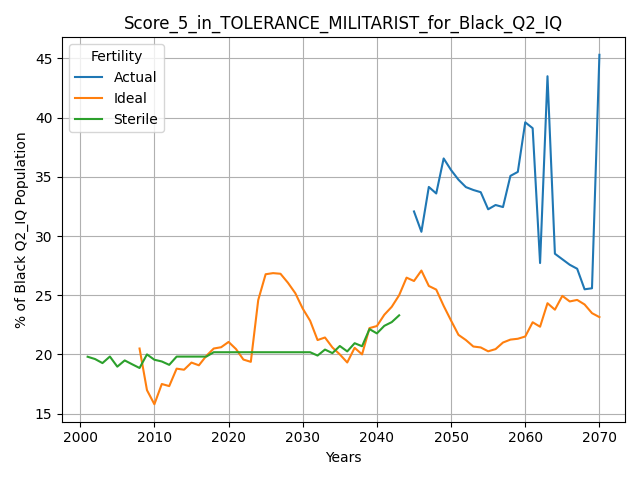 Score_5_in_TOLERANCE_MILITARIST_for_Black_Q2_IQ
Fertility
Actual
Ideal
Sterile
% of Black Q2_IQ Population
45
40
35
30
25
20
15
2000
2010
2020
2030
2040
2050
2060
2070
Years